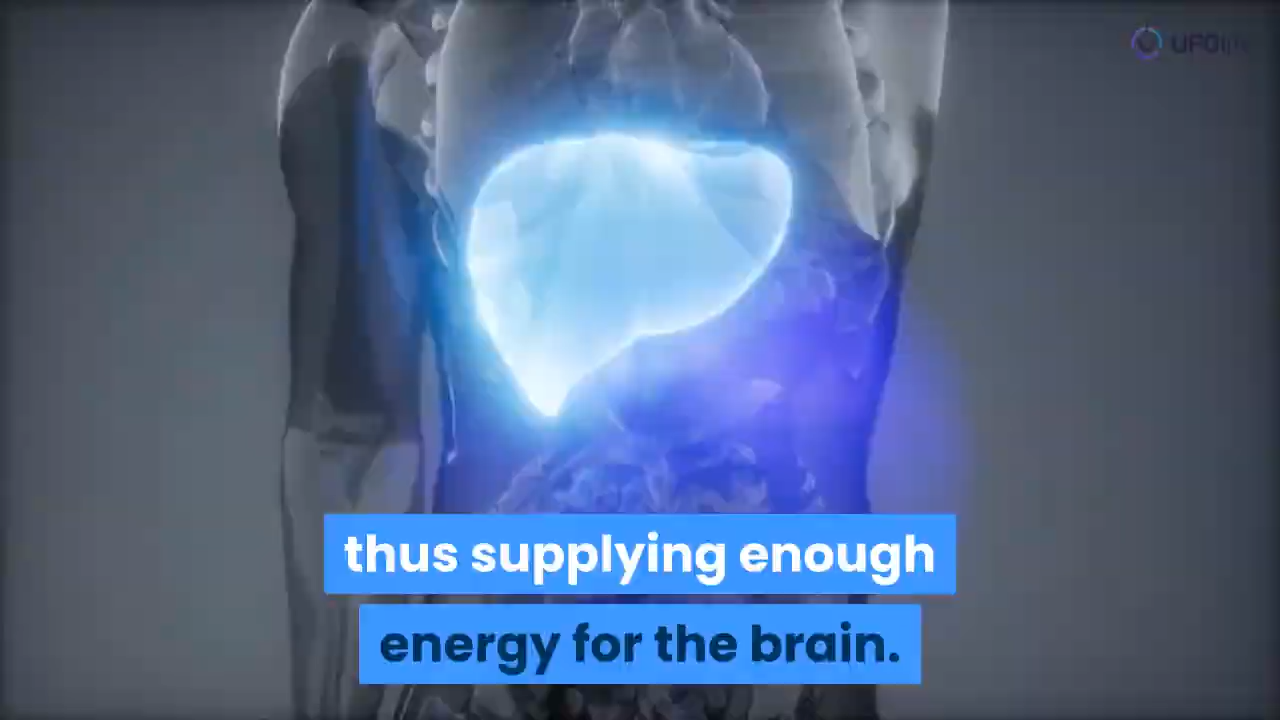 thus supplying enough
energy for the brain.